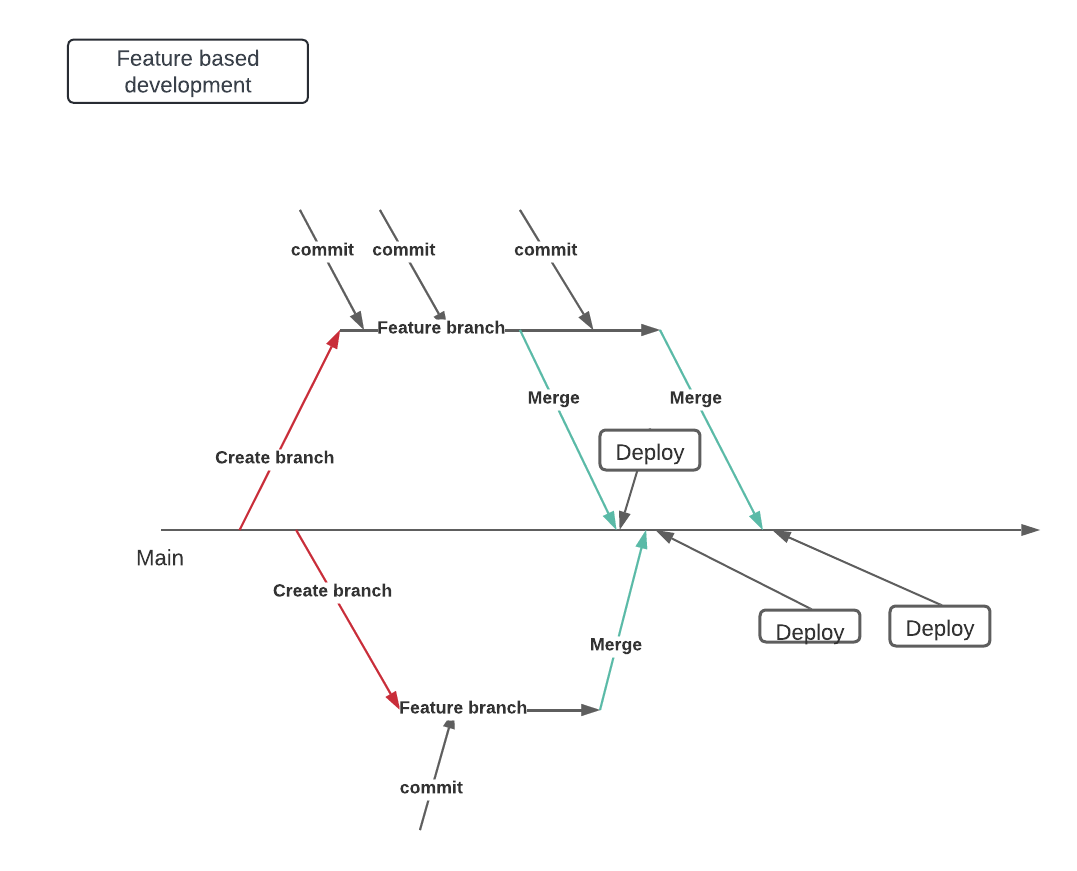 Feature based
development
commit
commit
commit
Feature branch
Merge
Merge
Deploy
Create branch
Main
Create branch
Deploy
Deploy
Merge
Feature branch
commit